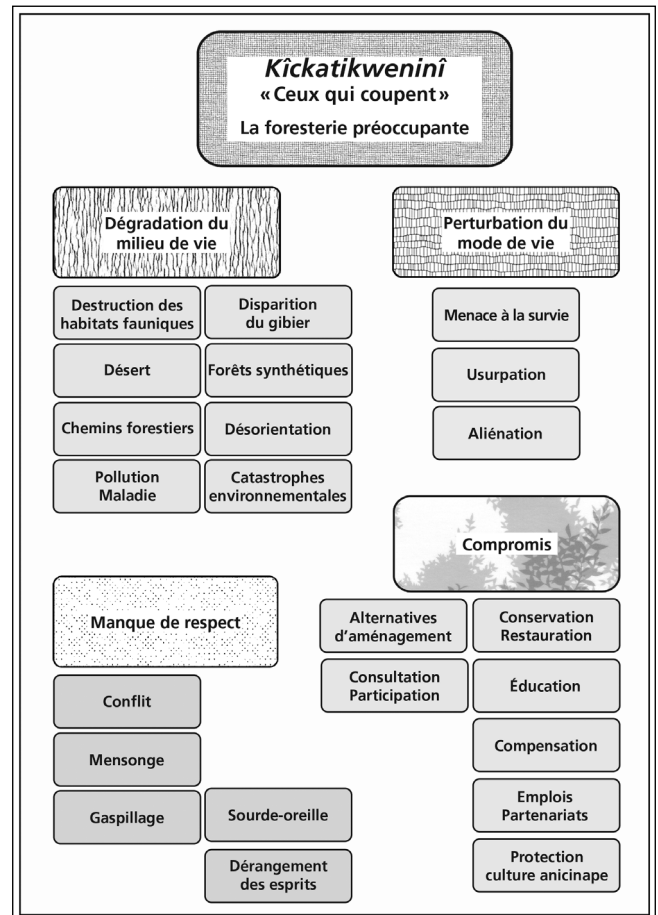 Kîckatikweninî
« Ceux qui coupent »
La foresterie préoccupante
Dégradation du
milieu de vie
Destruction des
habitats fauniques
Disparition
du gibier
Désert
Forêts synthétiques
Chemins forestiers
Désorientation
Pollution
Maladie
Catastrophes
environnementales
Perturbation du
mode de vie
Menace à la survie
Usurpation
Aliénation
Manque de respect
Conflit
Mensonge
Gaspillage
Sourde-oreille
Dérangement
des esprits
Compromis
Alternatives
d’aménagement
Conservation
Restauration
Consultation
Participation
Éducation
Compensation
Emplois
Partenariats
Protection
culture anicinape